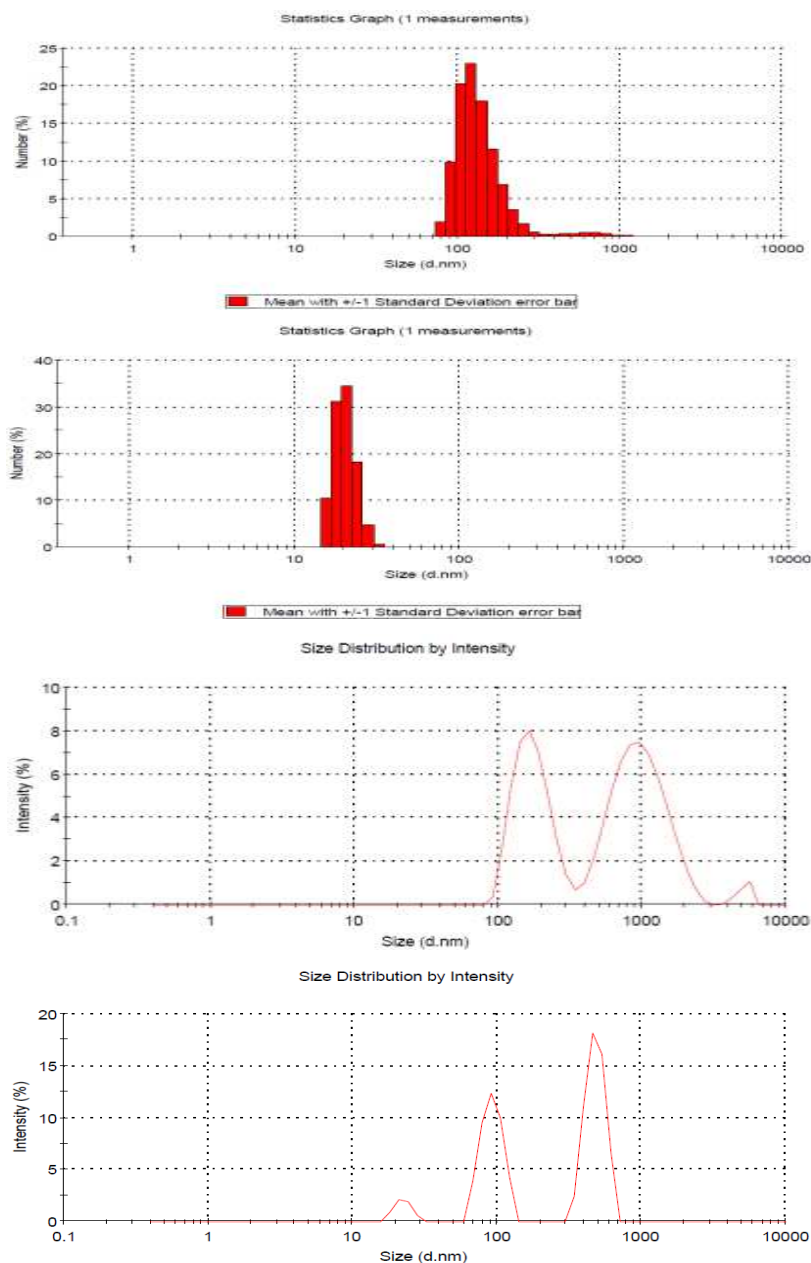 Statistics Graph (1 measurements)
Number (%)
25
20
15
10
5
0
1 10 100 1000 10000
Size (d.nm)
Mean with +/-1 Standard Deviation error bar
Statistics Graph (1 measurements)
Number (%)
40
30
20
10
0
1 10 100 1000 10000
Size (d.nm)
Mean with +/-1 Standard Deviation error bar
Size Distribution by Intensity
Intensity (%)
10
8
6
4
2
0
0.1 1 10 100 1000 10000
Size (d.nm)
Size Distribution by Intensity
Intensity (%)
20
15
10
5
0
0.1 1 10 100 1000 10000
Size (d.nm)